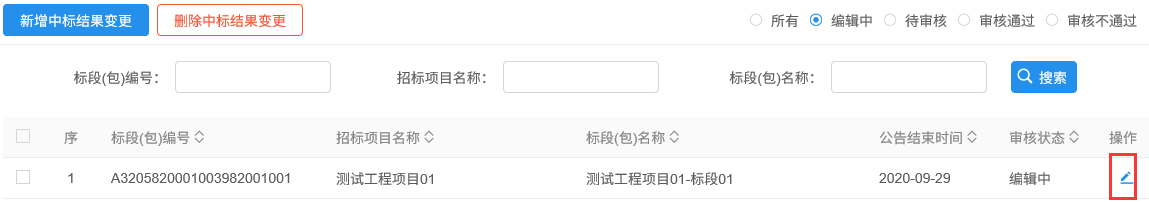 新增中标结果变更 删除中标结果变更 所有 编辑中 待审核 审核通过 审核不通过
标段(包)编号： 招标项目名称： 标段(包)名称： 搜索
序 标段(包)编号 招标项目名称 标段(包)名称 公告结束时间 审核状态 操作
1 A3205820001003982001001 测试工程项目01 测试工程项目01-标段01 2020-09-29 编辑中